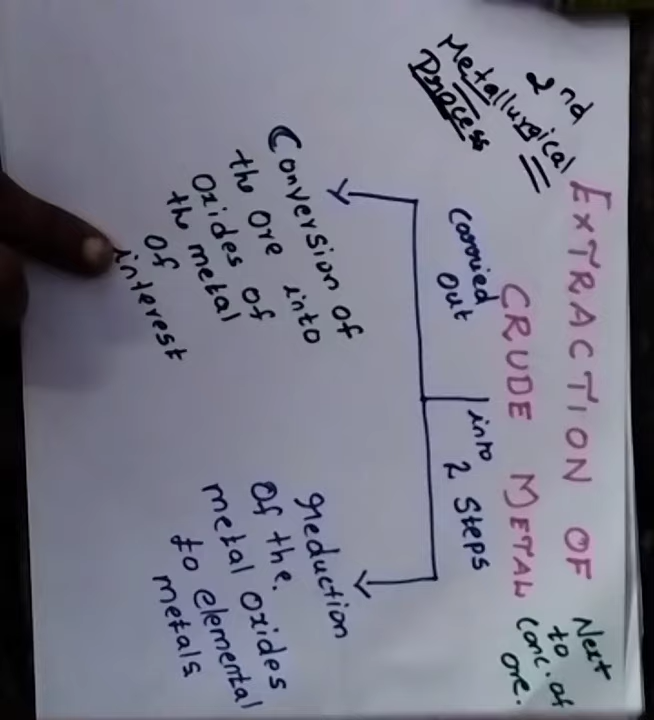 2nd
Metallurgical
Process
EXTRACTION OF
CRUDE METAL
Next
to
Conc. of
ore.
carried
out
into
2 Steps
Conversion of
the ore into
oxides of
the metal
of
interest
reduction
of the.
metal oxides
to elemental
metals